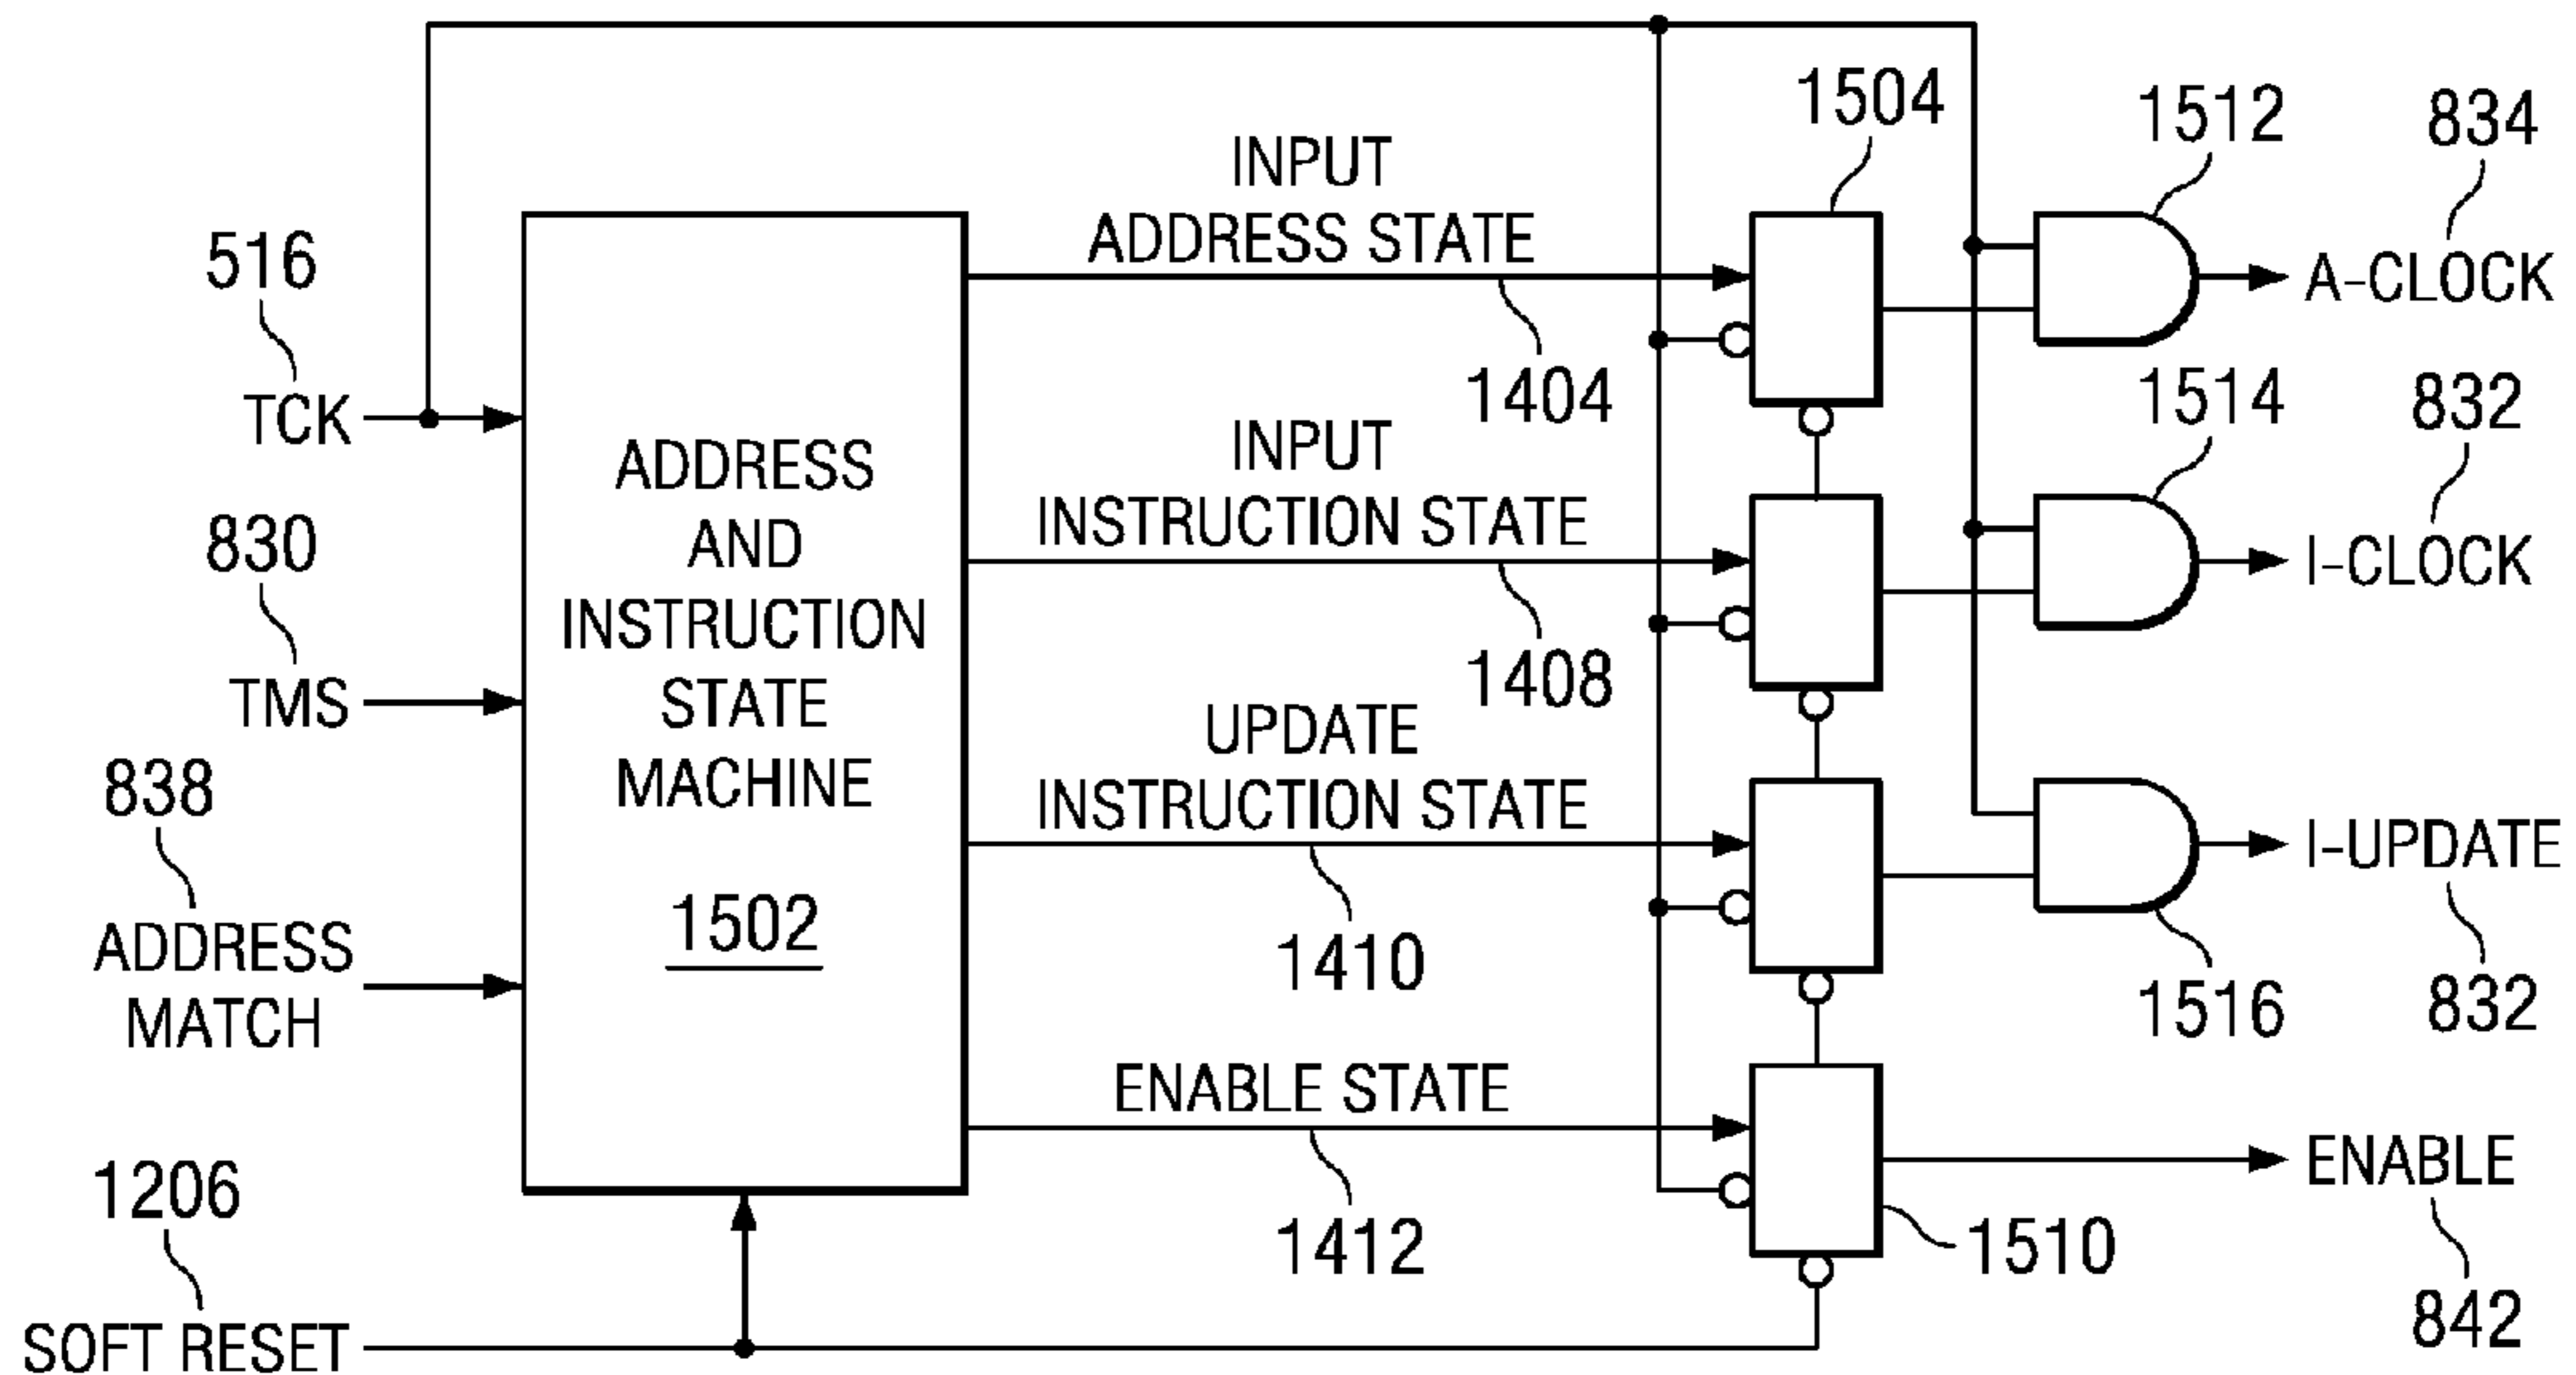 1504
1512
834
INPUT
ADDRESS STATE
516
A-CLOCK
1404
1514
832
TCK
INPUT
INSTRUCTION STATE
ADDRESS
AND
INSTRUCTION
STATE
MACHINE
1502
830
I-CLOCK
1408
TMS
UPDATE
INSTRUCTION STATE
838
I-UPDATE
ADDRESS
MATCH
1410
1516
832
ENABLE STATE
1206
ENABLE
1412
1510
842
SOFT RESET